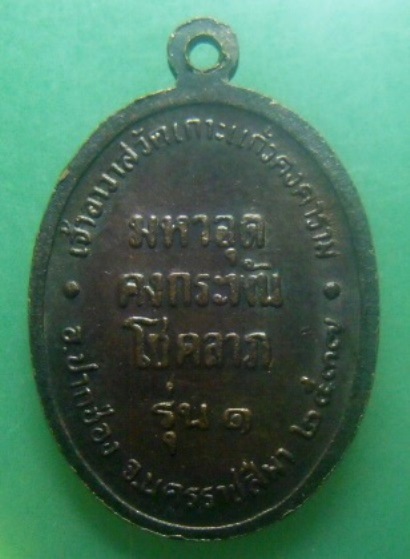 เจ้าอาวาสวัดเกาะแก้วคงคาราม
มหาอุด
คงกระพัน
โชคลาภ
รุ่น ๑
อ.ปากช่อง จ.นครราชสีมา ๒๕๓๗